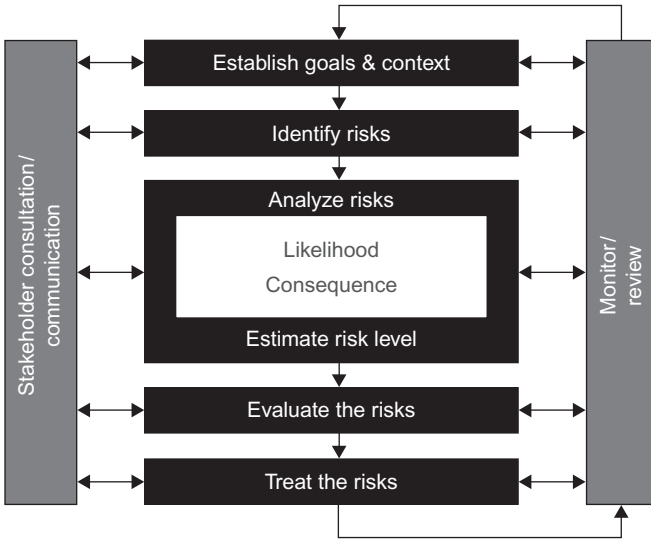 Establish goals & context
Identify risks
Analyze risks
Likelihood
Consequence
Estimate risk level
Evaluate the risks
Treat the risks
Stakeholder consultation/
communication
Monitor/
review